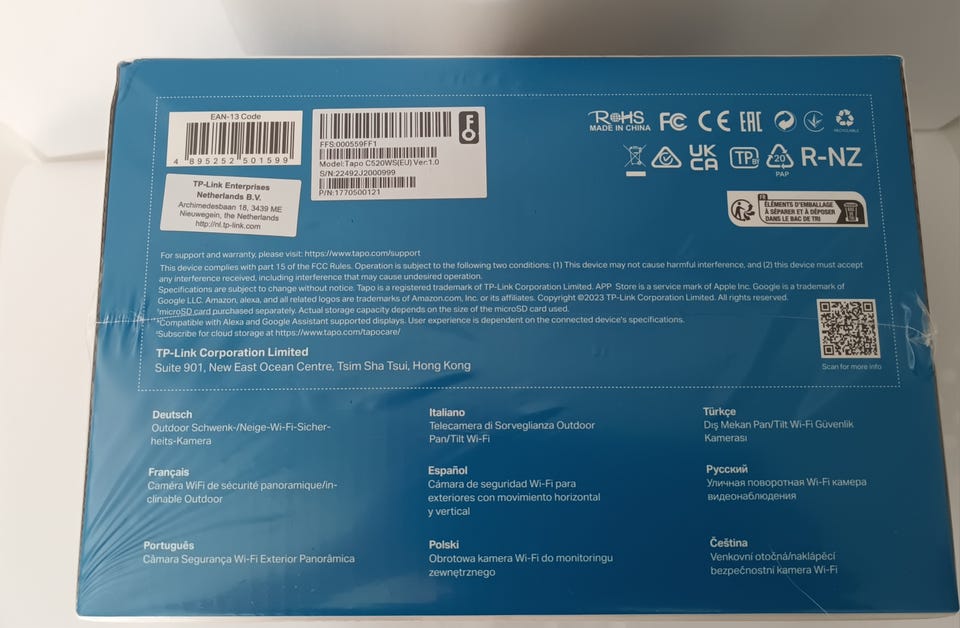 EAN-13 Code
4 895252 501599
TP-Link Enterprises
Netherlands B.V.
Archimedesbaan 18, 3439 ME
Nieuwegein, the Netherlands
http://nl.tp-link.com
FFS:000559FF1
Model:Tapo C520WS(EU) Ver:1.0
S/N:22492J2000999
P/N:1770500121
RoHS
MADE IN CHINA
FC CE EAC
RECYCLABLE
UK
CA
TP
20
PAP
R-NZ
FR
ÉLÉMENTS D'EMBALLAGE
À SÉPARER ET À DÉPOSER
DANS LE BAC DE TRI
For support and warranty, please visit: https://www.tapo.com/support
This device complies with part 15 of the FCC Rules. Operation is subject to the following two conditions: (1) This device may not cause harmful interference, and (2) this device must accept
any interference received, including interference that may cause undesired operation.
Specifications are subject to change without notice. Tapo is a registered trademark of TP-Link Corporation Limited. APP Store is a service mark of Apple Inc. Google is a trademark of
Google LLC. Amazon, alexa, and all related logos are trademarks of Amazon.com, Inc. or its affiliates. Copyright ©2023 TP-Link Corporation Limited. All rights reserved.
microSD card purchased separately. Actual storage capacity depends on the size of the microSD card used.
Compatible with Alexa and Google Assistant supported displays. User experience is dependent on the connected device's specifications.
Subscribe for cloud storage at https://www.tapo.com/tapocare/
TP-Link Corporation Limited
Suite 901, New East Ocean Centre, Tsim Sha Tsui, Hong Kong
Scan for more info
Deutsch
Outdoor Schwenk-/Neige-Wi-Fi-Sicher-
heits-Kamera
Italiano
Telecamera di Sorveglianza Outdoor
Pan/Tilt Wi-Fi
Türkçe
Dış Mekan Pan/Tilt Wi-Fi Güvenlik
Kamerası
Français
Caméra WiFi de sécurité panoramique/in-
clinable Outdoor
Español
Cámara de seguridad Wi-Fi para
exteriores con movimiento horizontal
y vertical
Русский
Уличная поворотная Wi-Fi камера
видеонаблюдения
Português
Câmara Segurança Wi-Fi Exterior Panorâmica
Polski
Obrotowa kamera Wi-Fi do monitoringu
zewnętrznego
Čeština
Venkovní otočná/naklápěcí
bezpečnostní kamera Wi-Fi